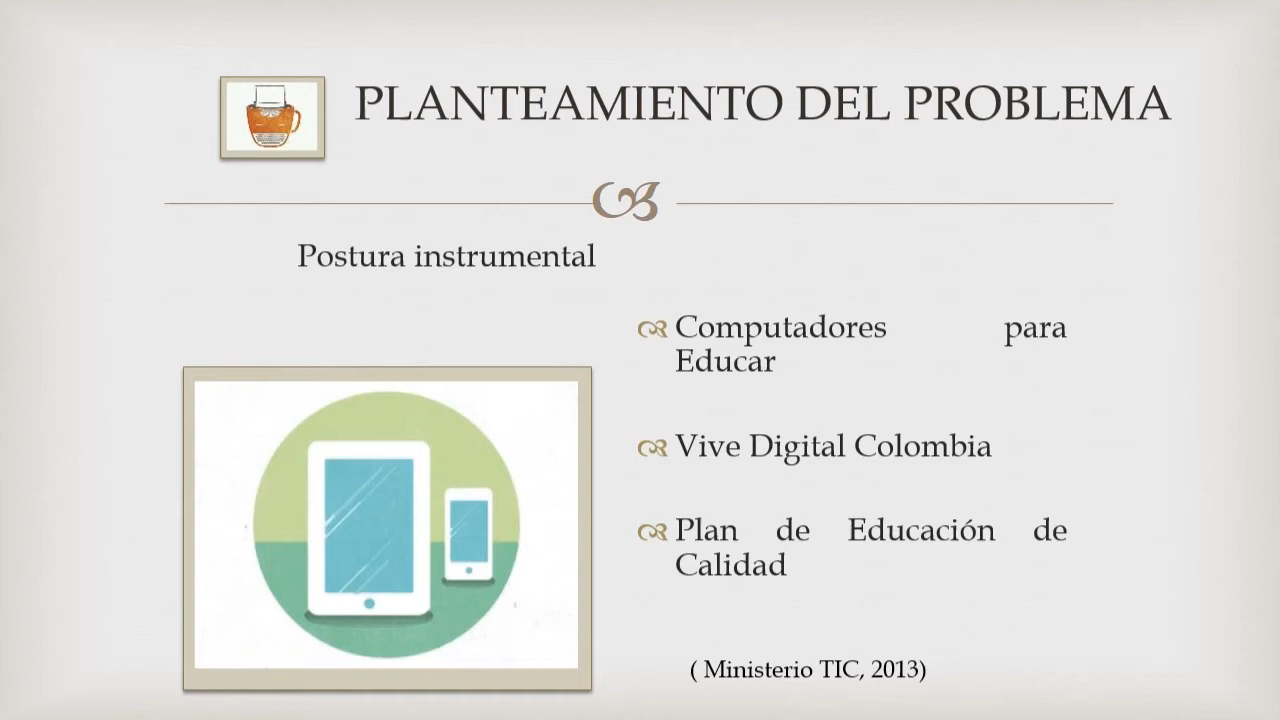 PLANTEAMIENTO DEL PROBLEMA
Postura instrumental
Computadores para
Educar
Vive Digital Colombia
Plan de Educación de
Calidad
( Ministerio TIC, 2013)